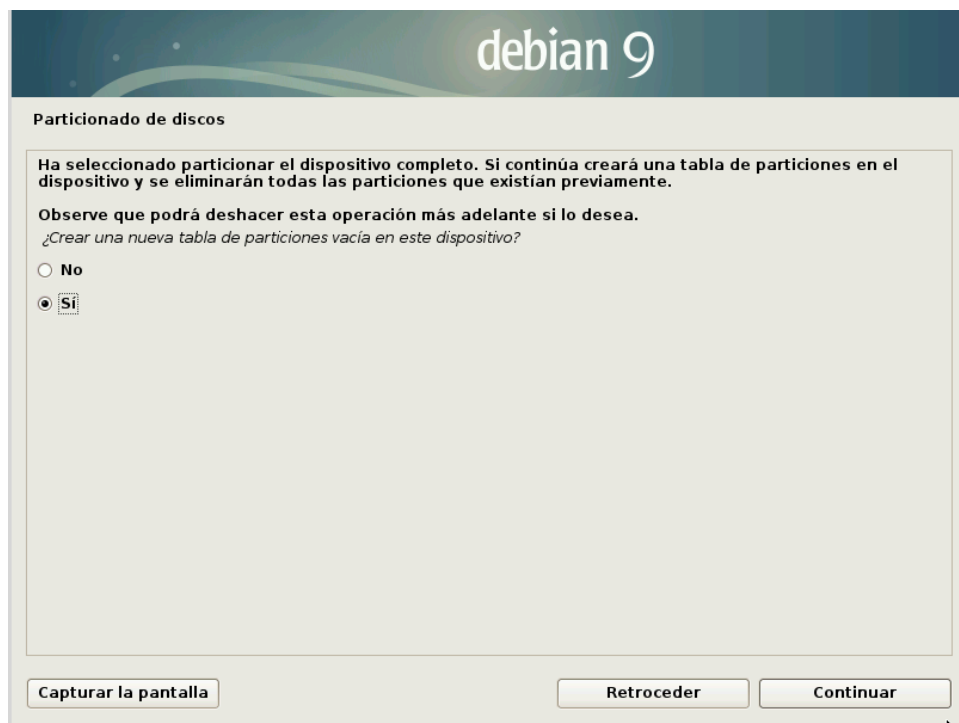 debian 9
Particionado de discos
Ha seleccionado particionar el dispositivo completo. Si continúa creará una tabla de particiones en el
dispositivo y se eliminarán todas las particiones que existían previamente.
Observe que podrá deshacer esta operación más adelante si lo desea.
¿Crear una nueva tabla de particiones vacía en este dispositivo?
No
Sí
Capturar la pantalla
Retroceder
Continuar